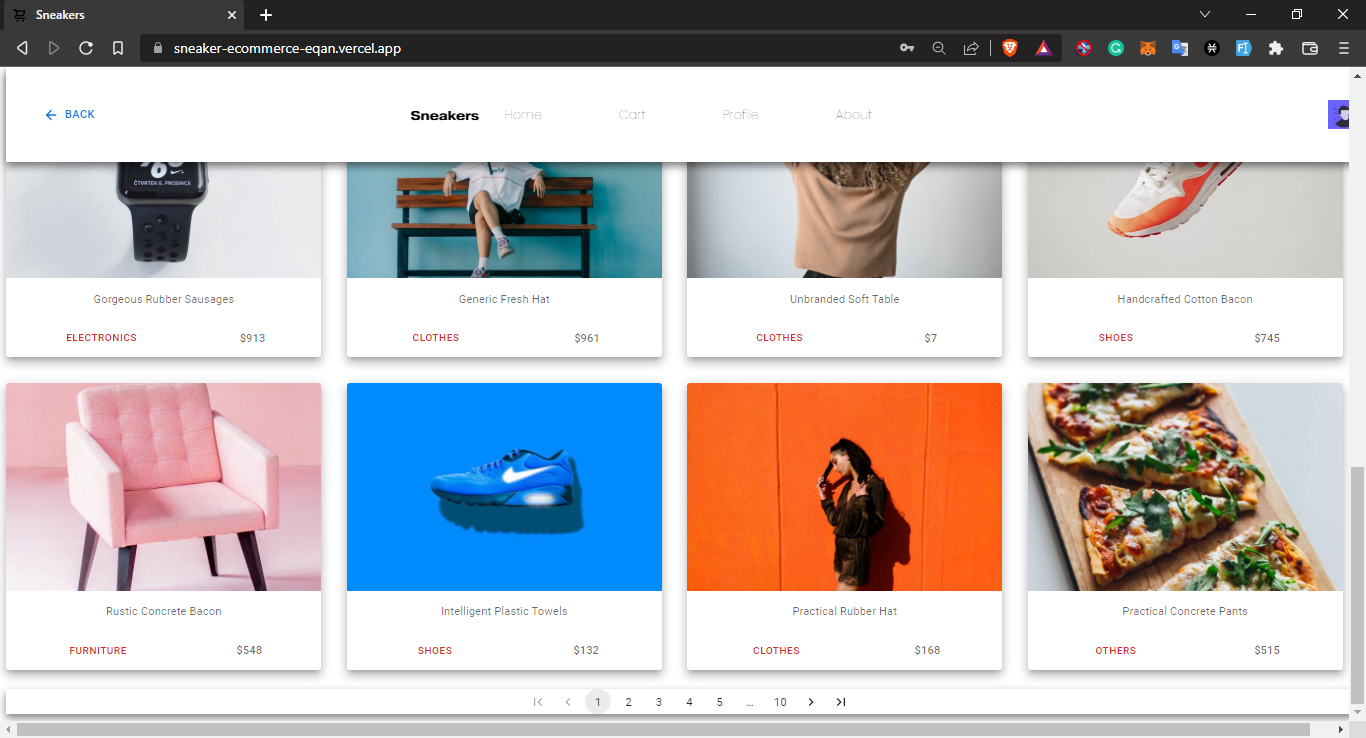 Sneakers
sneaker-ecommerce-eqan.vercel.app
BACK
Sneakers Home Cart Profile About
ČTVRTEK 6. PROSINCE
Gorgeous Rubber Sausages
ELECTRONICS $913
Generic Fresh Hat
CLOTHES $961
Unbranded Soft Table
CLOTHES $7
Handcrafted Cotton Bacon
SHOES $745
Rustic Concrete Bacon
FURNITURE $548
Intelligent Plastic Towels
SHOES $132
Practical Rubber Hat
CLOTHES $168
Practical Concrete Pants
OTHERS $515
1 2 3 4 5 ... 10